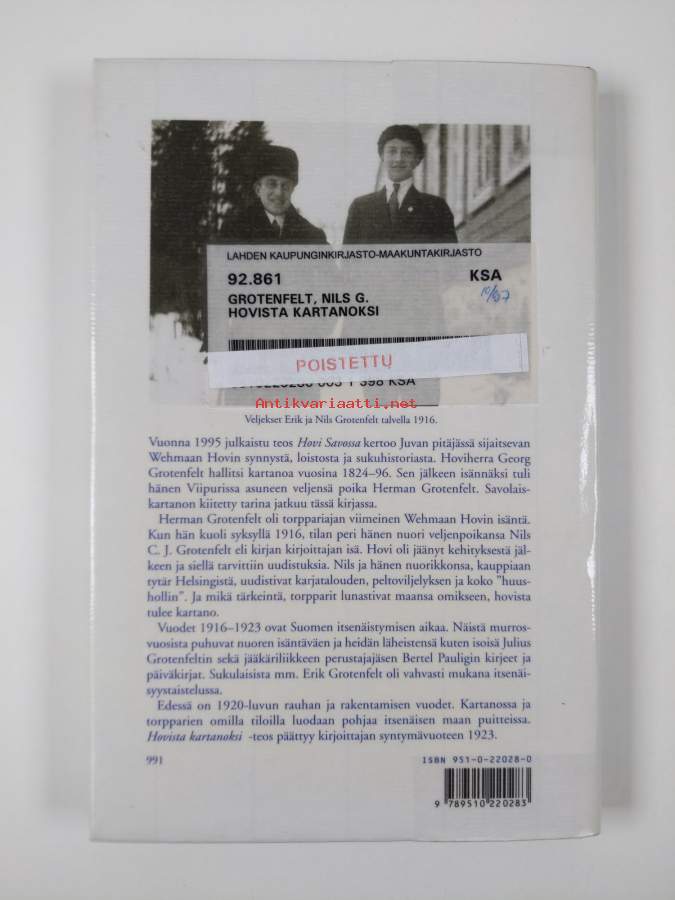 LAHDEN KAUPUNGINKIRJASTO-MAAKUNTAKIRJASTO
92.861 KSA
10/97
GROTENFELT, NILS G.
HOVISTA KARTANOKSI
POISTETTU
398 KSA
Antikvariaatti.net
Veljekset Erik ja Nils Grotenfelt talvella 1916.
Vuonna 1995 julkaistu teos Hovi Savossa kertoo Juvan pitäjässä sijaitsevan
Wehmaan Hovin synnystä, loistosta ja sukuhistoriasta. Hoviherra Georg
Grotenfelt hallitsi kartanoa vuosina 1824–96. Sen jälkeen isännäksi tuli
hänen Viipurissa asuneen veljensä poika Herman Grotenfelt. Savolais-
kartanon kiitetty tarina jatkuu tässä kirjassa.
Herman Grotenfelt oli torppariajan viimeinen Wehmaan Hovin isäntä.
Kun hän kuoli syksyllä 1916, tilan peri hänen nuori veljenpoikansa Nils
C. J. Grotenfelt eli kirjan kirjoittajan isä. Hovi oli jäänyt kehityksestä jäl-
keen ja siellä tarvittiin uudistuksia. Nils ja hänen nuorikkonsa, kauppiaan
tytär Helsingistä, uudistivat karjatalouden, peltoviljelyksen ja koko "huus-
hollin". Ja mikä tärkeintä, torpparit lunastivat maansa omikseen, hovista
tulee kartano.
Vuodet 1916–1923 ovat Suomen itsenäistymisen aikaa. Näistä murros-
vuosista puhuvat nuoren isäntäväen ja heidän läheistensä kuten isoisä Julius
Grotenfeltin sekä jääkäriliikkeen perustajajäsen Bertel Pauligin kirjeet ja
päiväkirjat. Sukulaisista mm. Erik Grotenfelt oli vahvasti mukana itsenäi-
syystaistelussa.
Edessä on 1920-luvun rauhan ja rakentamisen vuodet. Kartanossa ja
torpparien omilla tiloilla luodaan pohjaa itsenäisen maan puitteissa.
Hovista kartanoksi -teos päättyy kirjoittajan syntymävuoteen 1923.
991
ISBN 951-0-22028-0
9 789510 220283